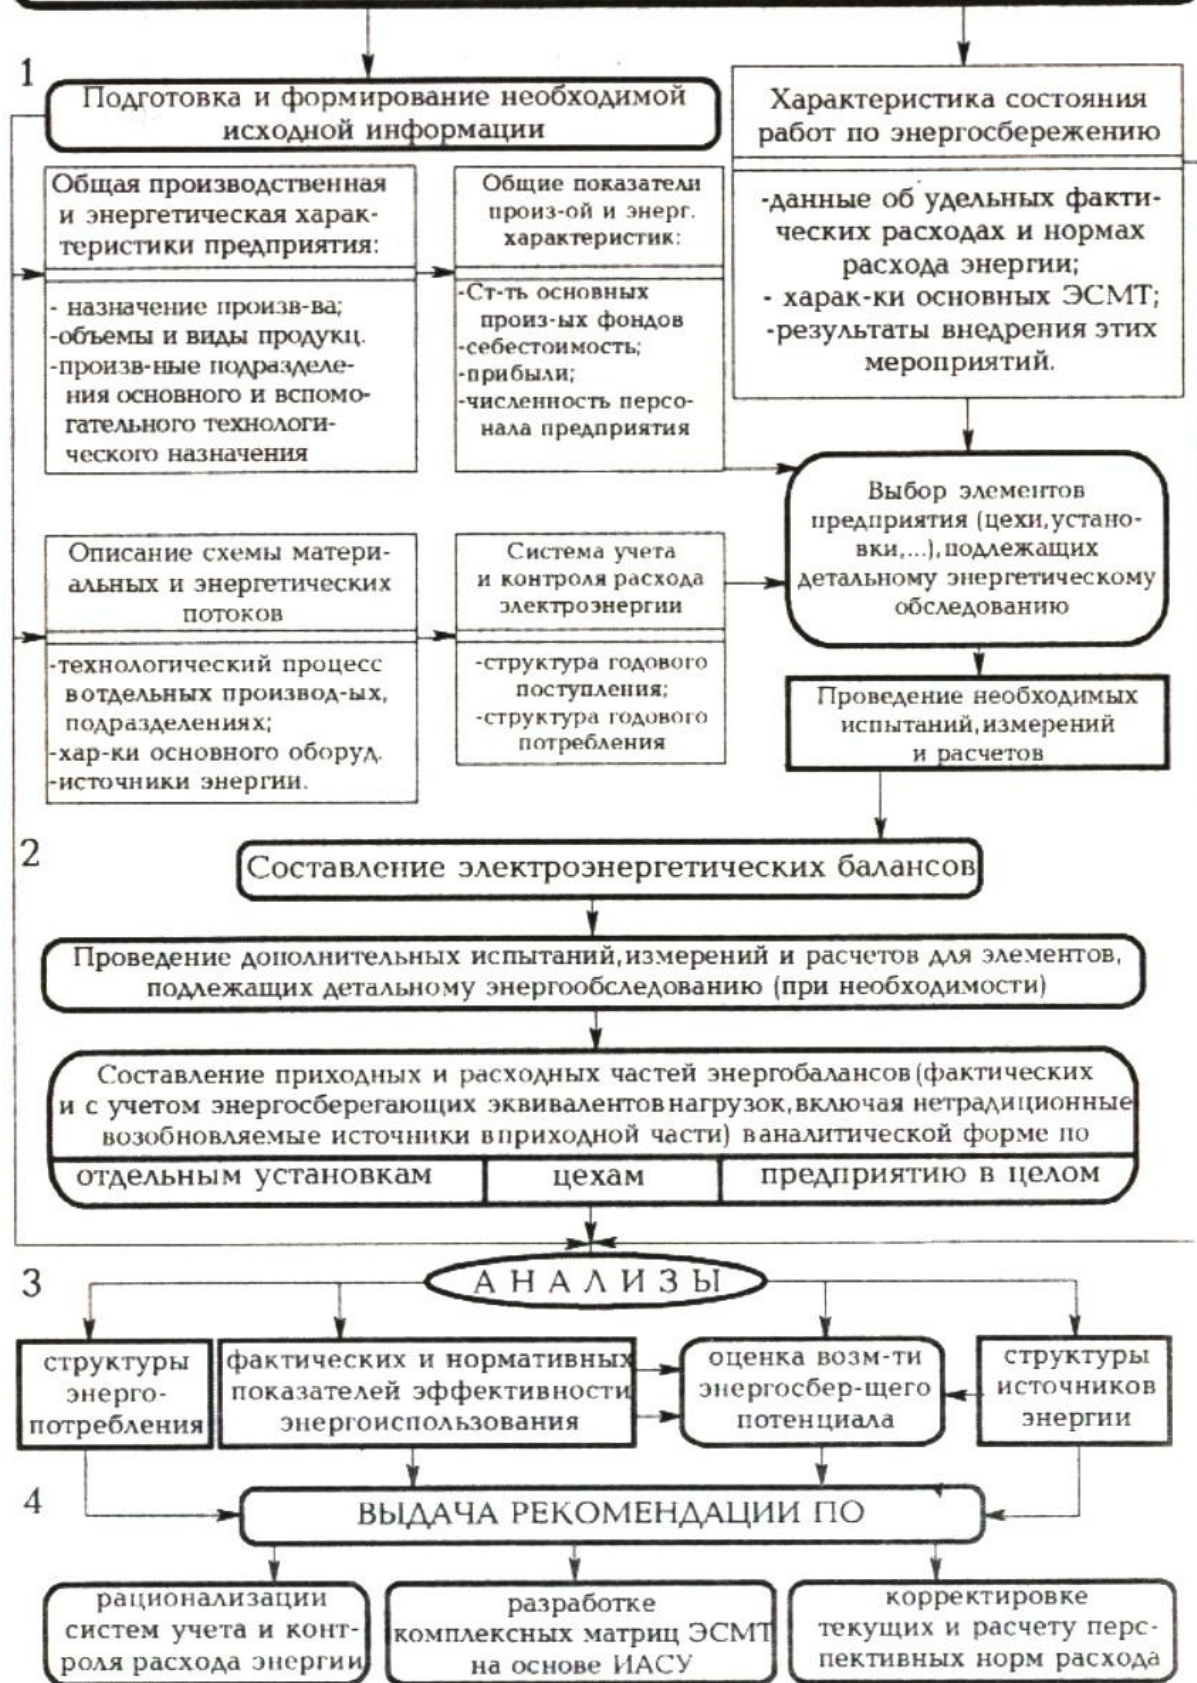 1
Подготовка и формирование необходимой
исходной информации
Характеристика состояния
работ по энергосбережению
-данные об удельных факти-
ческих расходах и нормах
расхода энергии;
- харак-ки основных ЭСМТ;
-результаты внедрения этих
мероприятий.
Общая производственная
и энергетическая харак-
теристики предприятия:
- назначение произв-ва;
-объемы и виды продукц.
-произв-ные подразделе-
ния основного и вспомо-
гательного технологи-
ческого назначения
Общие показатели
произ-ой и энерг.
характеристик:
-Ст-ть основных
произ-ых фондов
-себестоимость;
-прибыли;
-численность персо-
нала предприятия
Выбор элементов
предприятия (цехи,устано-
вки,...),подлежащих
детальному энергетическому
обследованию
Описание схемы матери-
альных и энергетических
потоков
-технологический процесс
вотдельных производ-ых,
подразделениях;
-хар-ки основного оборуд.
-источники энергии.
Система учета
и контроля расхода
электроэнергии
-структура годового
поступления;
-структура годового
потребления
Проведение необходимых
испытаний,измерений
и расчетов
2
Составление электроэнергетических балансов
Проведение дополнительных испытаний,измерений и расчетов для элементов,
подлежащих детальному энергообследованию (при необходимости)
Составление приходных и расходных частей энергобалансов(фактических
и с учетом энергосберегающих эквивалентовнагрузок,включая нетрадиционные
возобновляемые источники вприходной части) ваналитической форме по
отдельным установкам цехам предприятию в целом
3
АНАЛИЗЫ
структуры
энерго-
потребления
фактических и нормативных
показателей эффективности
энергоиспользования
оценка возм-ти
энергосбер-щего
потенциала
структуры
источников
энергии
4
ВЫДАЧА РЕКОМЕНДАЦИИ ПО
рационализации
систем учета и конт-
роля расхода энергии
разработке
комплексных матриц ЭСМТ
на основе ИАСУ
корректировке
текущих и расчету перс-
пективных норм расхода